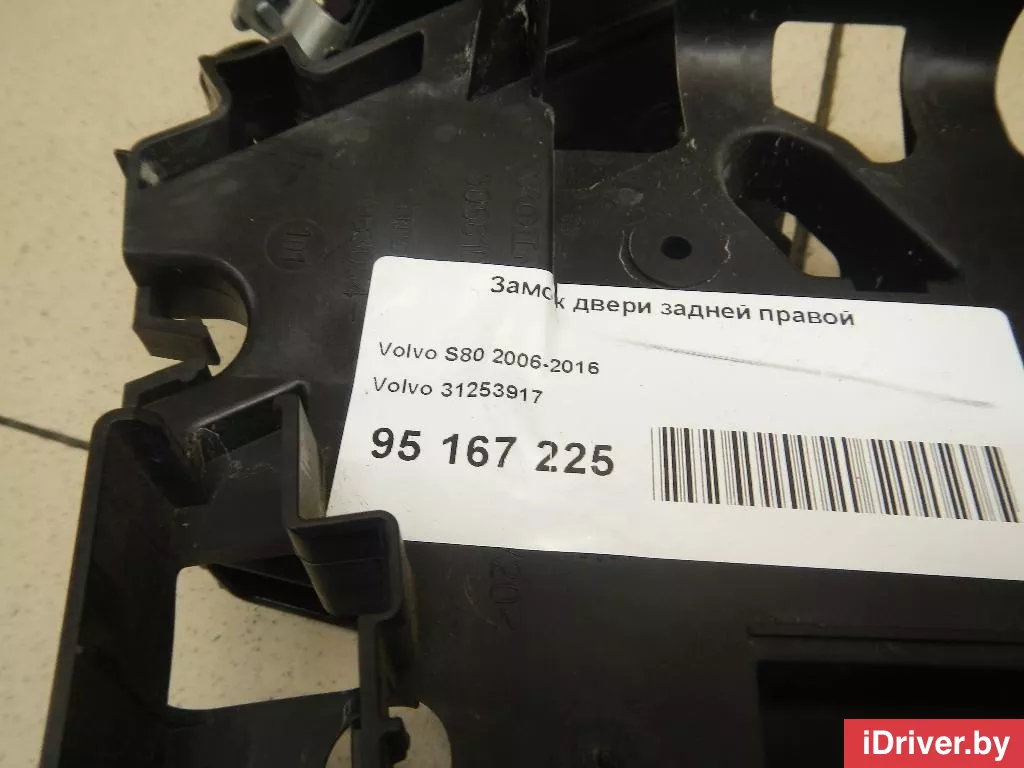 Замок двери задней правой
Volvo S80 2006-2016
Volvo 31253917
95 167 225
iDriver.by